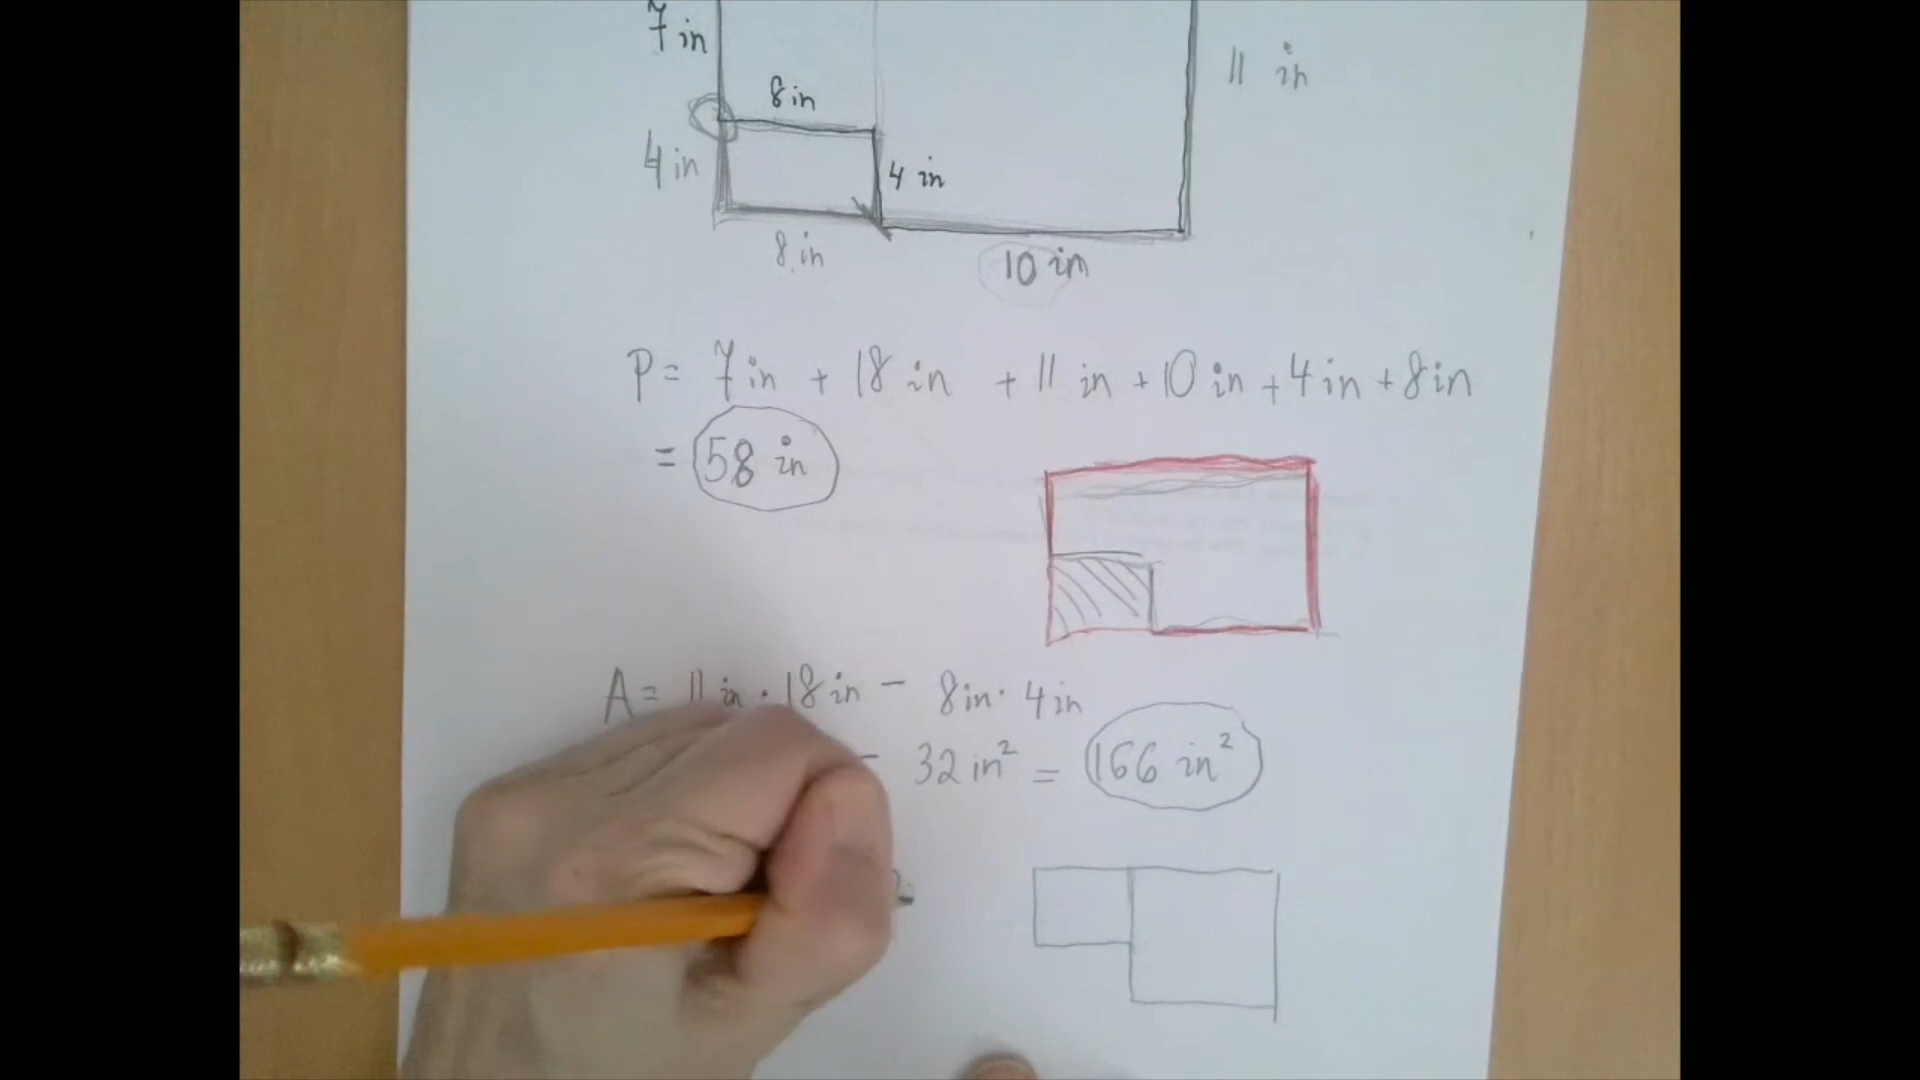 7 in
11 in
8 in
4 in
4 in
8 in
10 in
P = 7 in + 18 in + 11 in + 10 in + 4 in + 8 in
= 58 in
A = 11 in · 18 in - 8 in · 4 in
- 32 in² = 166 in²